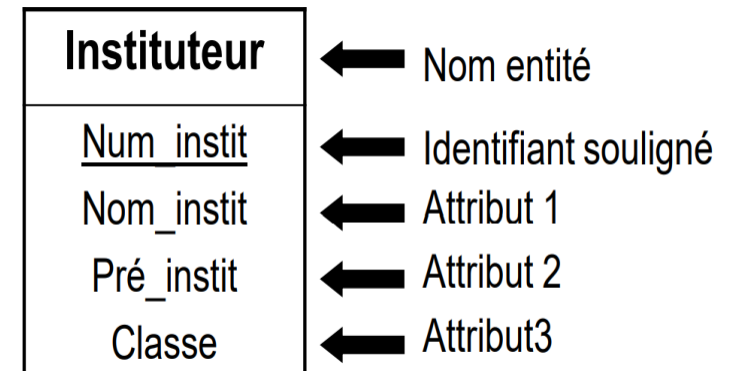 Instituteur
Nom entité
Num_instit
Identifiant souligné
Nom_instit
Attribut 1
Pré_instit
Attribut 2
Classe
Attribut3